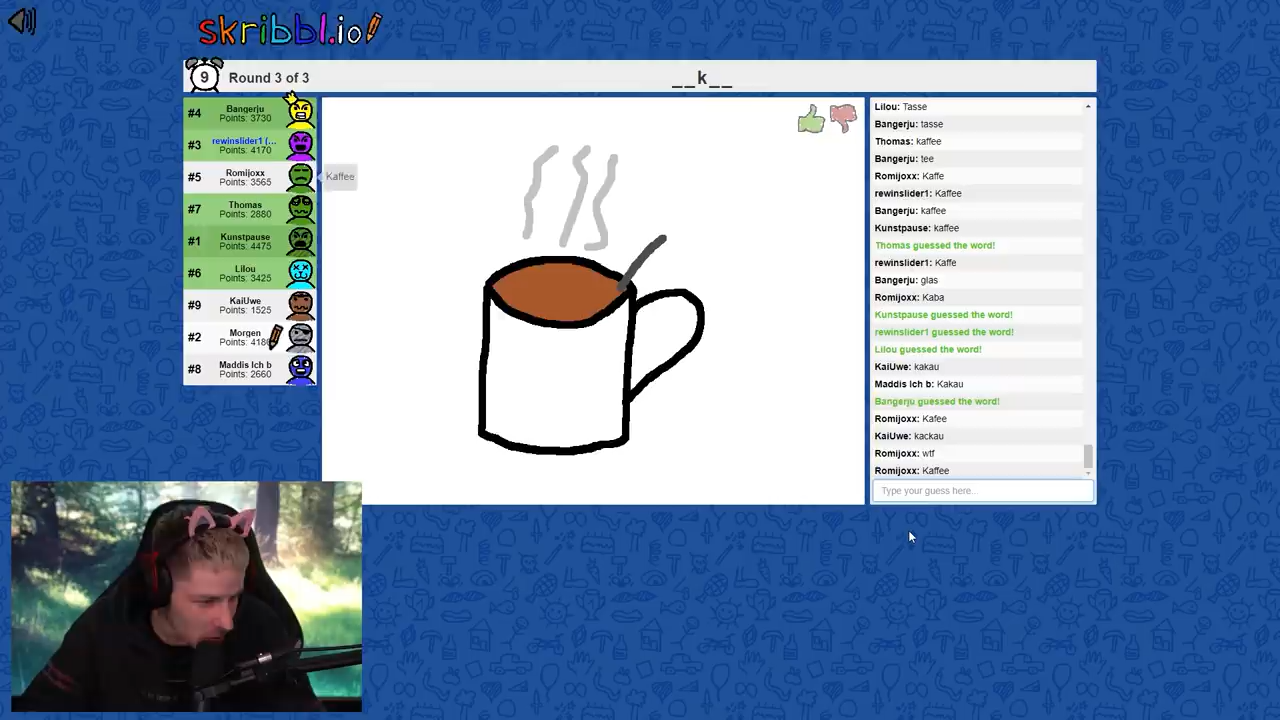 skribbl.io
9
Round 3 of 3
__k__
#4
Bangerju
Points: 3730
#3
rewinslider1 (...
Points: 4170
#5
Romijoxx
Points: 3565
Kaffee
#7
Thomas
Points: 2880
#1
Kunstpause
Points: 4475
#6
Lilou
Points: 3425
#9
KaiUwe
Points: 1525
#2
Morgen
Points: 4180
#8
Maddis Ich b
Points: 2660
Lilou: Tasse
Bangerju: tasse
Thomas: kaffee
Bangerju: tee
Romijoxx: Kaffe
rewinslider1: Kaffee
Bangerju: kaffee
Kunstpause: kaffee
Thomas guessed the word!
rewinslider1: Kaffe
Bangerju: glas
Romijoxx: Kaba
Kunstpause guessed the word!
rewinslider1 guessed the word!
Lilou guessed the word!
KaiUwe: kakau
Maddis Ich b: Kakau
Bangerju guessed the word!
Romijoxx: Kafee
KaiUwe: kackau
Romijoxx: wtf
Romijoxx: Kaffee
Type your guess here...